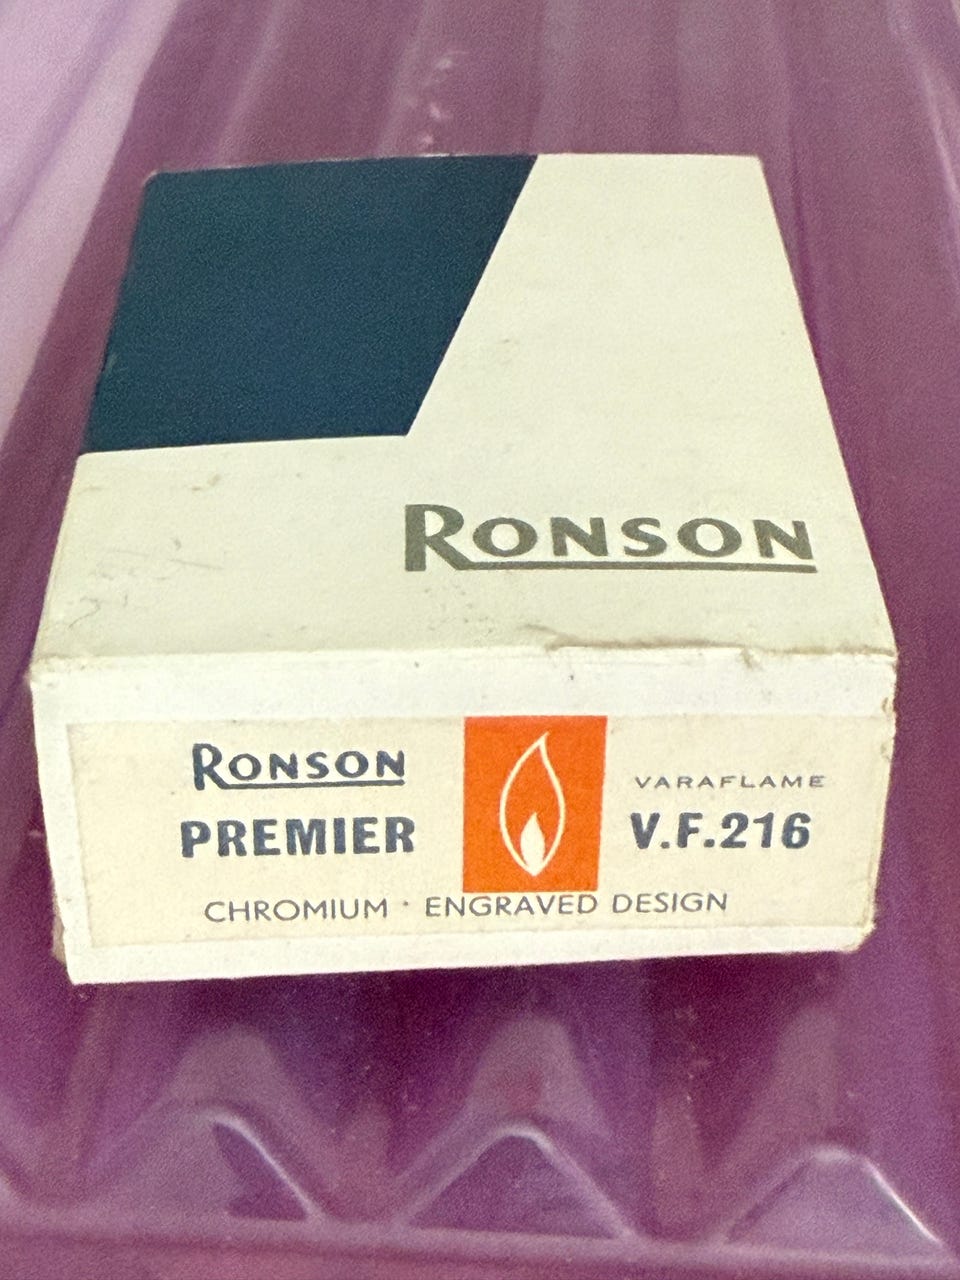 RONSON
RONSON
PREMIER
VARAFLAME
V.F.216
CHROMIUM · ENGRAVED DESIGN